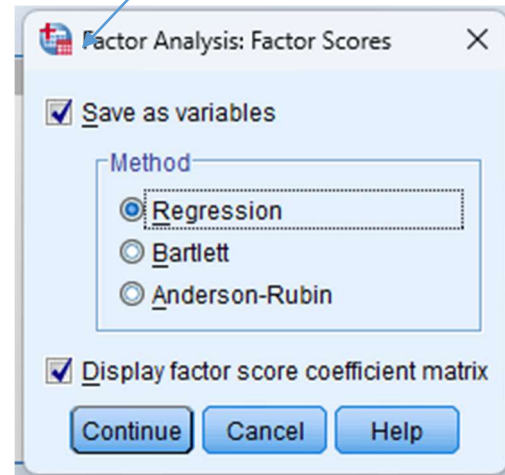 Factor Analysis: Factor Scores
Save as variables
Method
Regression
Bartlett
Anderson-Rubin
Display factor score coefficient matrix
Continue Cancel Help